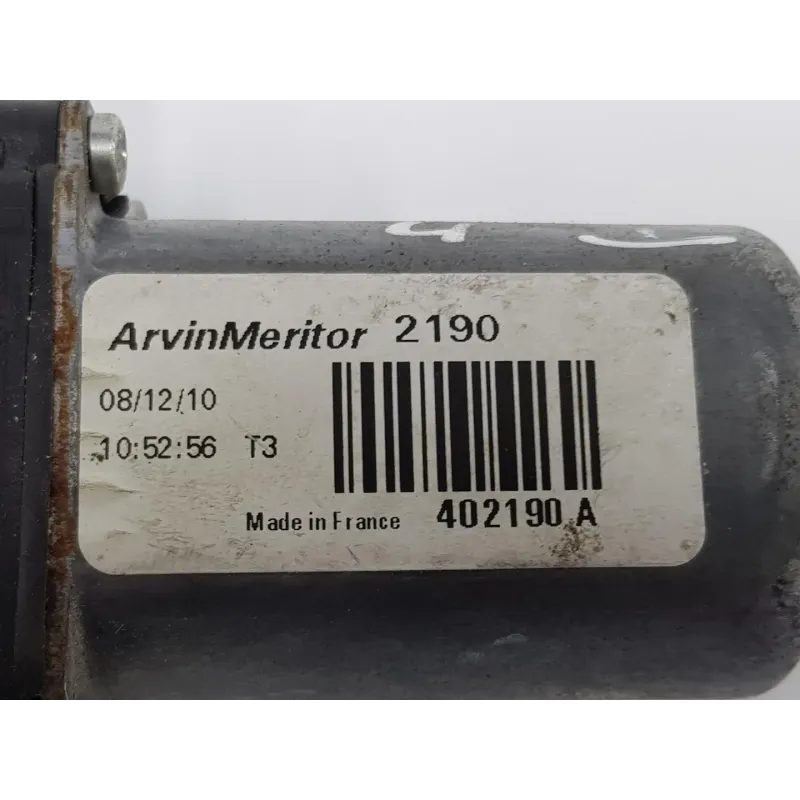 ArvinMeritor 2190
08/12/10
10:52:56 T3
Made in France 402190 A